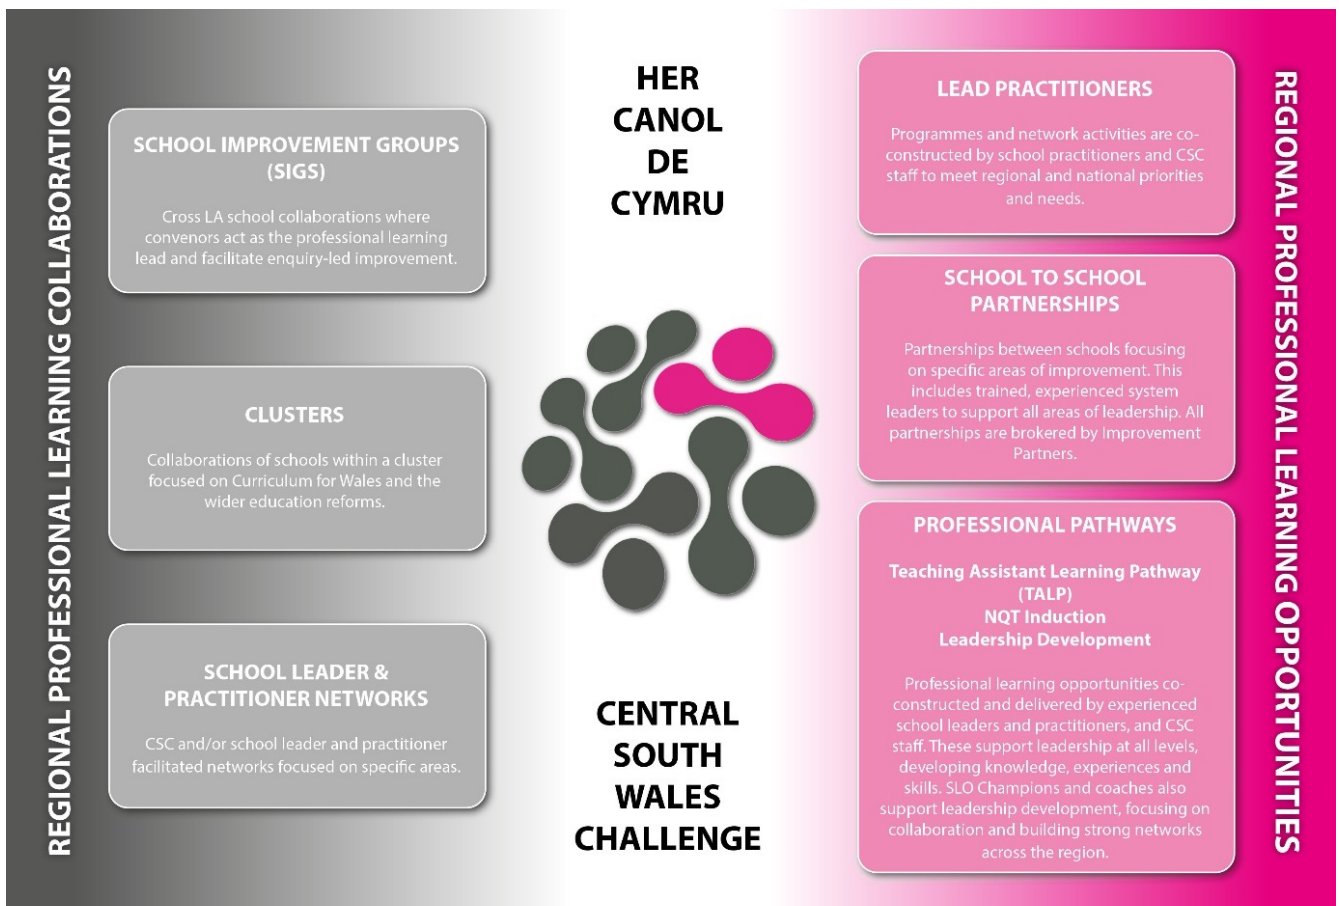 REGIONAL PROFESSIONAL LEARNING COLLABORATIONS
SCHOOL IMPROVEMENT GROUPS
(SIGS)
Cross LA school collaborations where
convenors act as the professional learning
lead and facilitate enquiry-led improvement.
CLUSTERS
Collaborations of schools within a cluster
focused on Curriculum for Wales and the
wider education reforms.
SCHOOL LEADER &
PRACTITIONER NETWORKS
CSC and/or school leader and practitioner
facilitated networks focused on specific areas.
HER
CANOL
DE
CYMRU
CENTRAL
SOUTH
WALES
CHALLENGE
LEAD PRACTITIONERS
Programmes and network activities are co-
constructed by school practitioners and CSC
staff to meet regional and national priorities
and needs.
SCHOOL TO SCHOOL
PARTNERSHIPS
Partnerships between schools focusing
on specific areas of improvement. This
includes trained, experienced system
leaders to support all areas of leadership. All
partnerships are brokered by Improvement
Partners.
PROFESSIONAL PATHWAYS
Teaching Assistant Learning Pathway
(TALP)
NQT Induction
Leadership Development
Professional learning opportunities co-
constructed and delivered by experienced
school leaders and practitioners, and CSC
staff. These support leadership at all levels,
developing knowledge, experiences and
skills. SLO Champions and coaches also
support leadership development, focusing on
collaboration and building strong networks
across the region.
REGIONAL PROFESSIONAL LEARNING OPPORTUNITIES